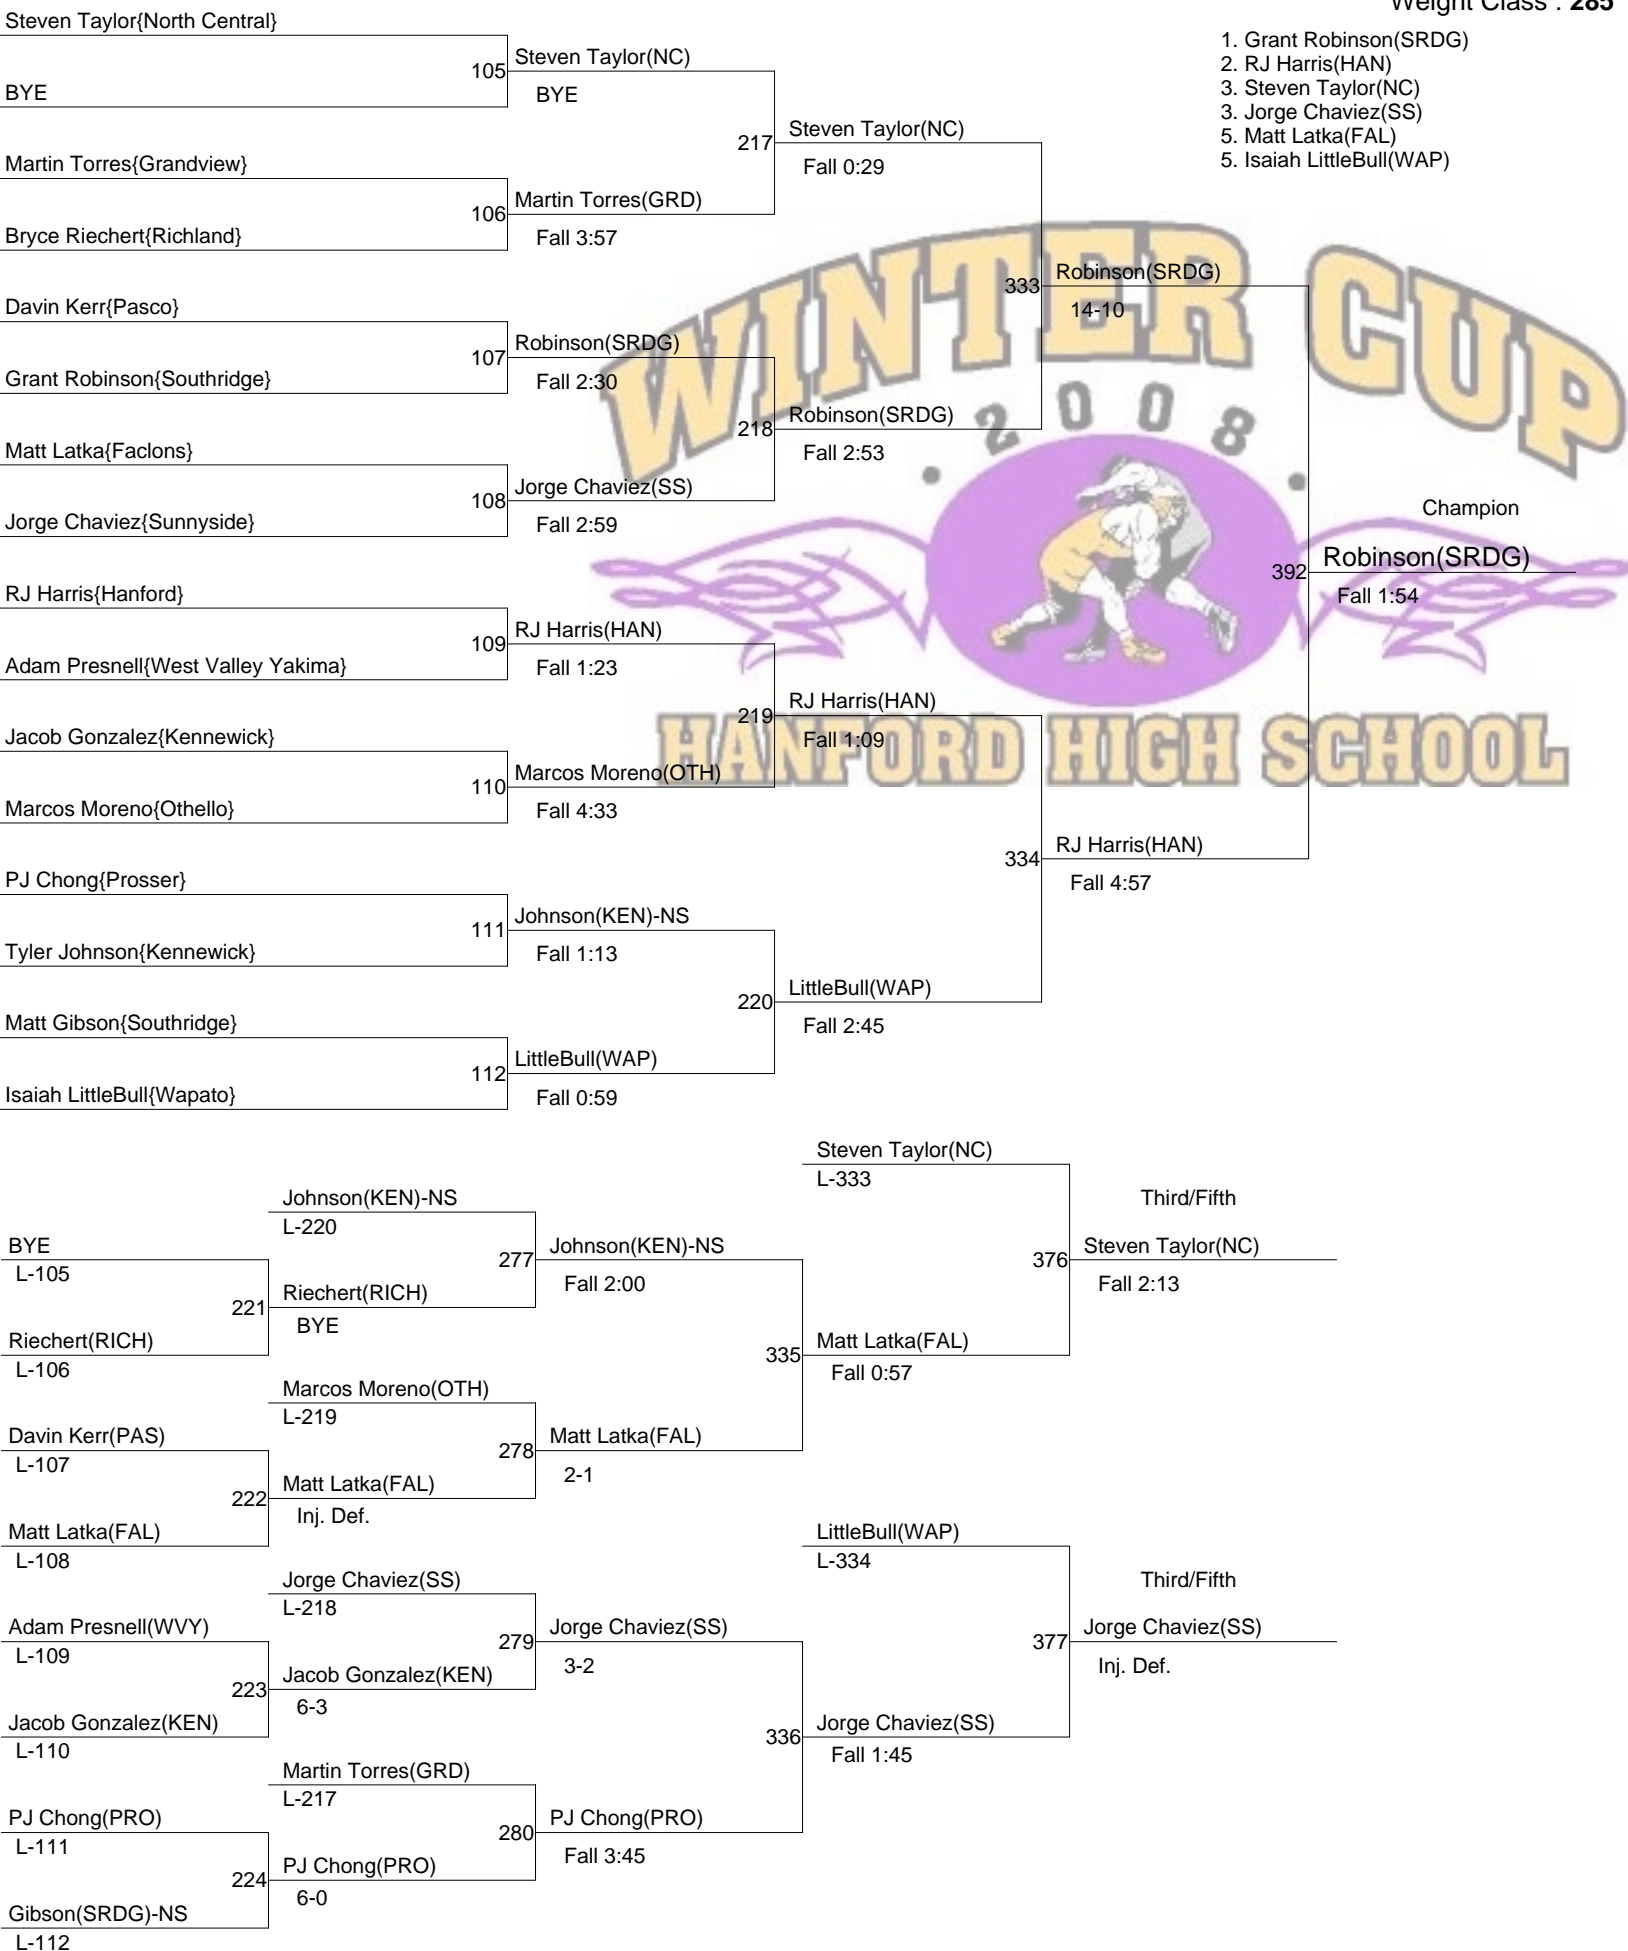 Weight Class : 285
1. Grant Robinson(SRDG)
2. RJ Harris(HAN)
3. Steven Taylor(NC)
3. Jorge Chaviez(SS)
5. Matt Latka(FAL)
5. Isaiah LittleBull(WAP)
Steven Taylor{North Central}
BYE
105
Steven Taylor(NC)
BYE
Martin Torres{Grandview}
Bryce Riechert{Richland}
106
Martin Torres(GRD)
Fall 3:57
217
Steven Taylor(NC)
Fall 0:29
Davin Kerr{Pasco}
Grant Robinson{Southridge}
107
Robinson(SRDG)
Fall 2:30
Matt Latka{Faclons}
Jorge Chaviez{Sunnyside}
108
Jorge Chaviez(SS)
Fall 2:59
218
Robinson(SRDG)
Fall 2:53
333
Robinson(SRDG)
14-10
WINTER CUP
2008
HANFORD HIGH SCHOOL
RJ Harris{Hanford}
Adam Presnell{West Valley Yakima}
109
RJ Harris(HAN)
Fall 1:23
Jacob Gonzalez{Kennewick}
Marcos Moreno{Othello}
110
Marcos Moreno(OTH)
Fall 4:33
219
RJ Harris(HAN)
Fall 1:09
PJ Chong{Prosser}
Tyler Johnson{Kennewick}
111
Johnson(KEN)-NS
Fall 1:13
Matt Gibson{Southridge}
Isaiah LittleBull{Wapato}
112
LittleBull(WAP)
Fall 0:59
220
LittleBull(WAP)
Fall 2:45
334
RJ Harris(HAN)
Fall 4:57
Champion
392
Robinson(SRDG)
Fall 1:54
BYE
L-105
Riechert(RICH)
L-106
221
Johnson(KEN)-NS
L-220
Riechert(RICH)
BYE
277
Johnson(KEN)-NS
Fall 2:00
Davin Kerr(PAS)
L-107
Matt Latka(FAL)
L-108
222
Marcos Moreno(OTH)
L-219
Matt Latka(FAL)
Inj. Def.
278
Matt Latka(FAL)
2-1
335
Steven Taylor(NC)
L-333
Matt Latka(FAL)
Fall 0:57
376
Third/Fifth
Steven Taylor(NC)
Fall 2:13
Adam Presnell(WVY)
L-109
Jacob Gonzalez(KEN)
L-110
223
Jorge Chaviez(SS)
L-218
Jacob Gonzalez(KEN)
6-3
279
Jorge Chaviez(SS)
3-2
PJ Chong(PRO)
L-111
Gibson(SRDG)-NS
L-112
224
Martin Torres(GRD)
L-217
PJ Chong(PRO)
6-0
280
PJ Chong(PRO)
Fall 3:45
336
LittleBull(WAP)
L-334
Jorge Chaviez(SS)
Fall 1:45
377
Third/Fifth
Jorge Chaviez(SS)
Inj. Def.